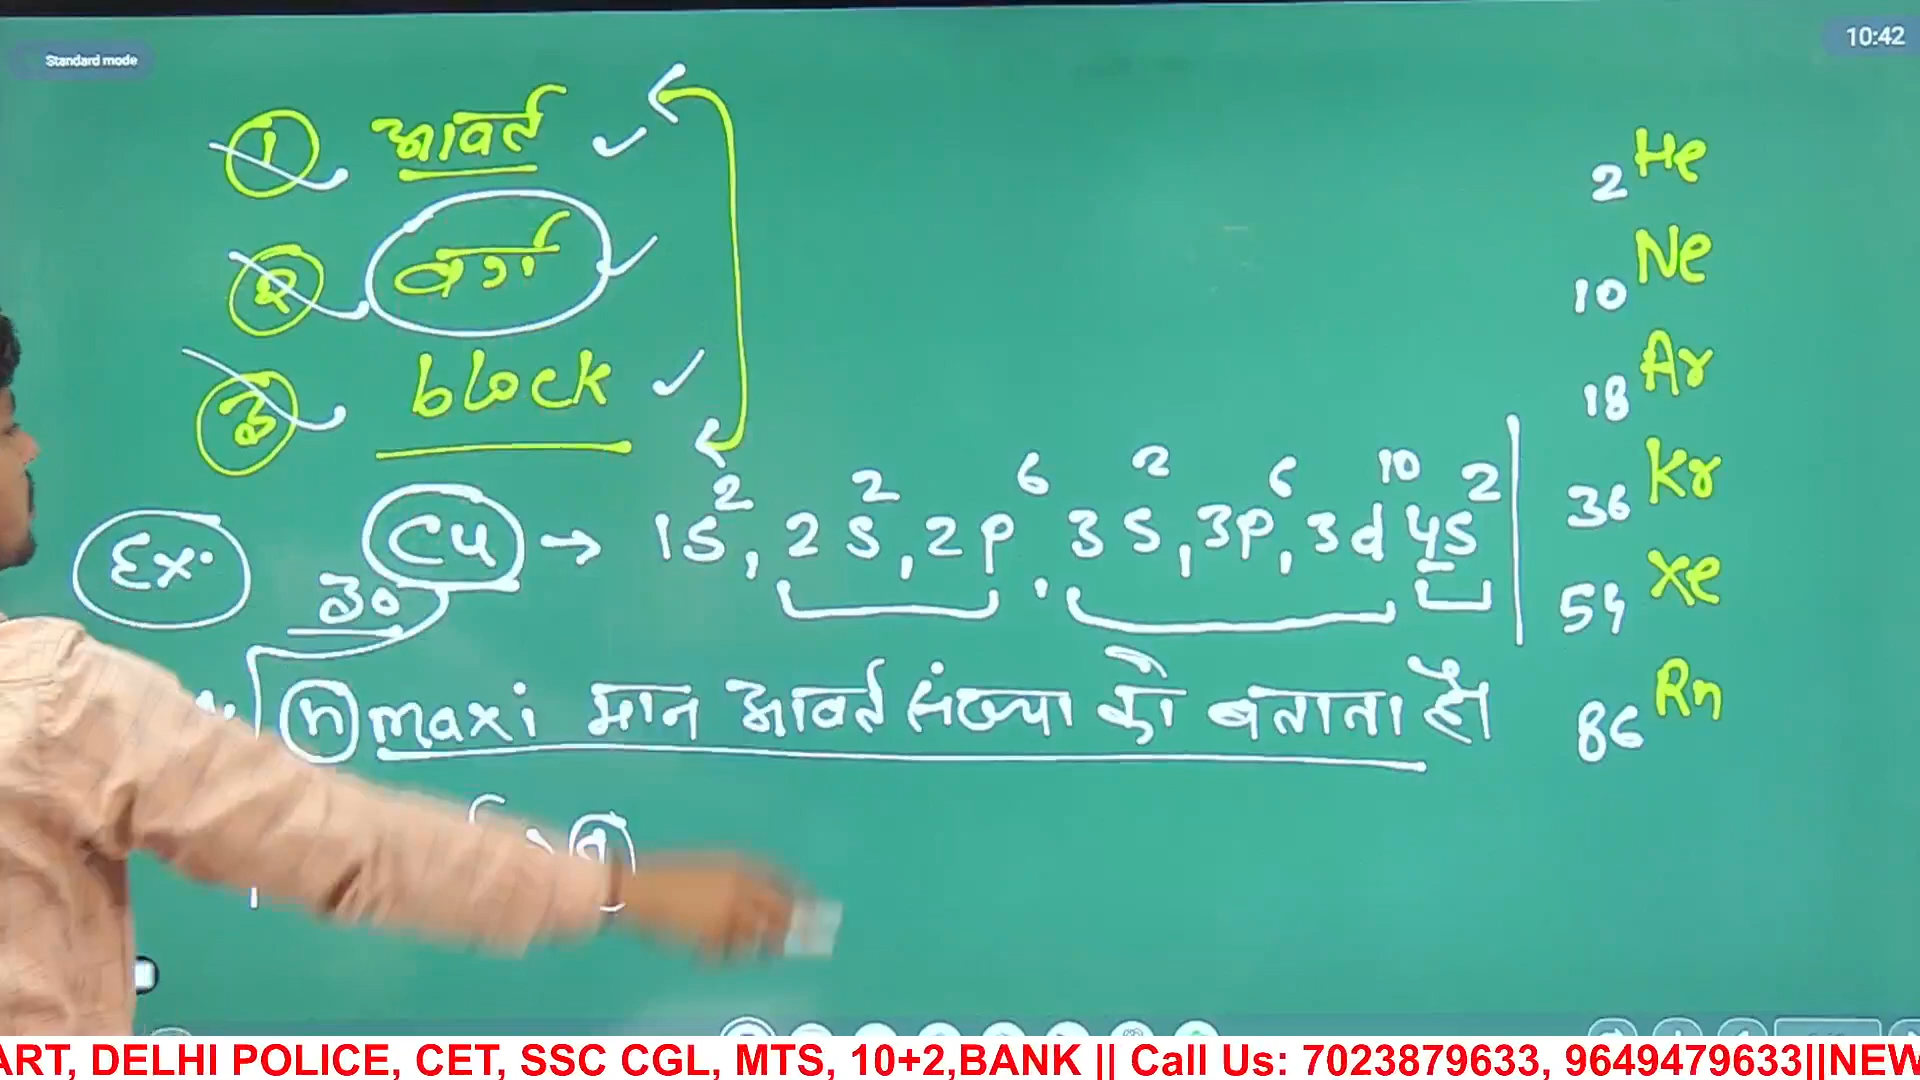 10:42
Standard mode
① आवर्त
② वर्ग
③ block
2 He
10 Ne
18 Ar
36 Kr
54 Xe
86 Rn
Ex. 30 Cu → 1s², 2s², 2p⁶, 3s², 3p⁶, 3d¹⁰ 4s²
n maxi मान आवर्त संख्या को बताता है।
ART, DELHI POLICE, CET, SSC CGL, MTS, 10+2,BANK || Call Us: 7023879633, 9649479633||NEW